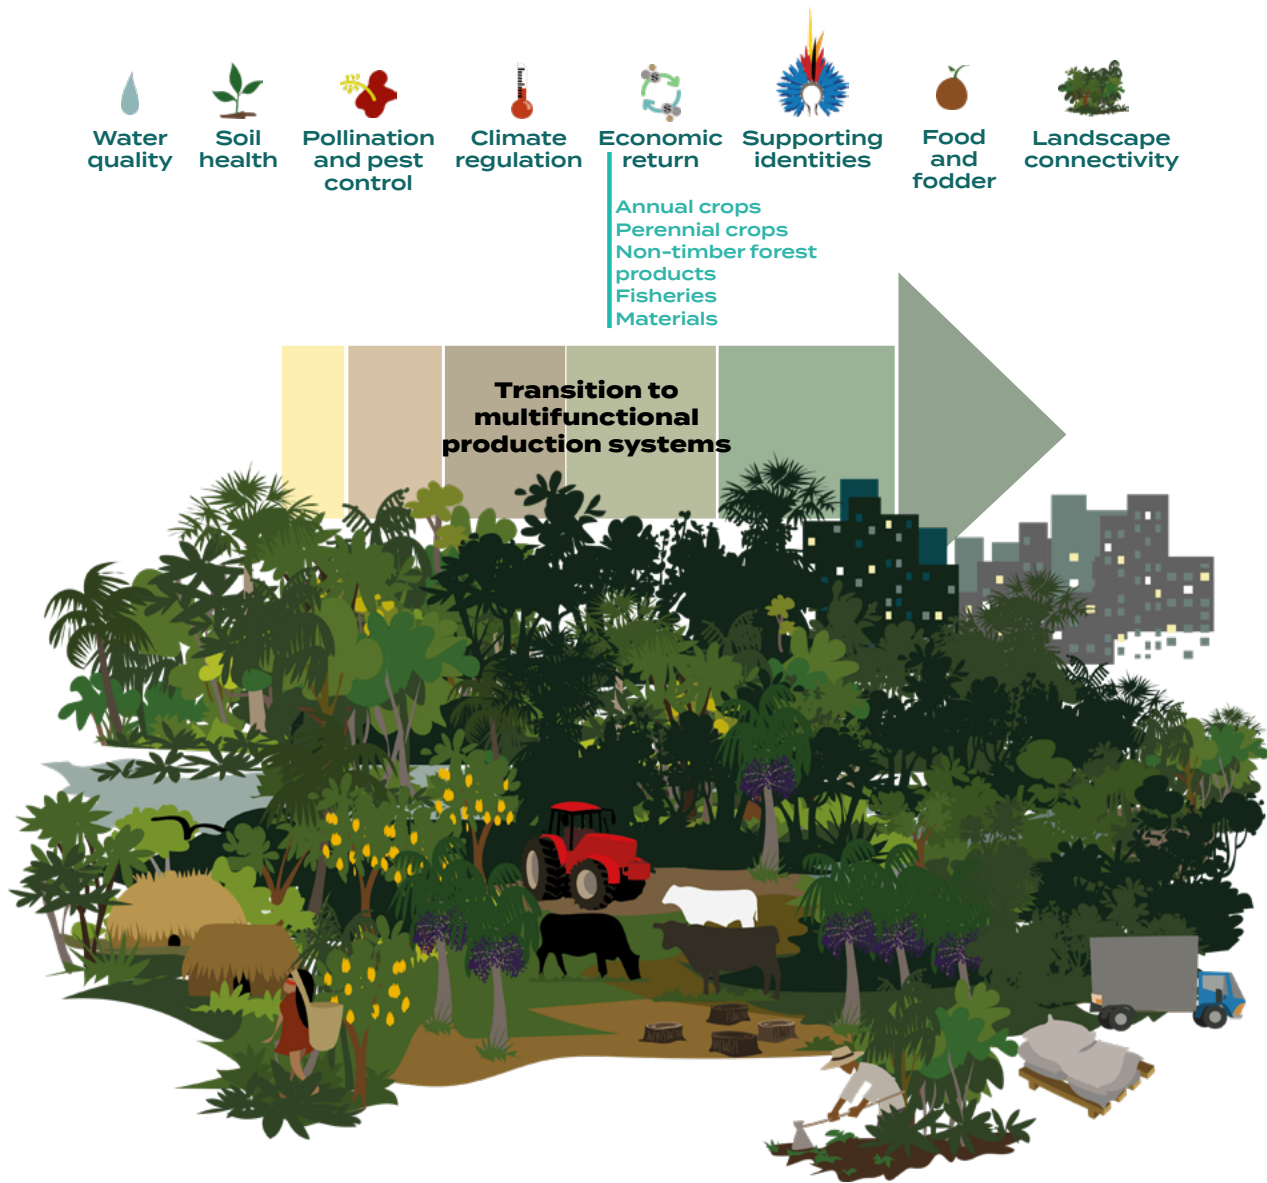 Water
quality
Soil
health
Pollination
and pest
control
Climate
regulation
Economic
return
Supporting
identities
Food
and
fodder
Landscape
connectivity
Annual crops
Perennial crops
Non-timber forest
products
Fisheries
Materials
Transition to
multifunctional
production systems